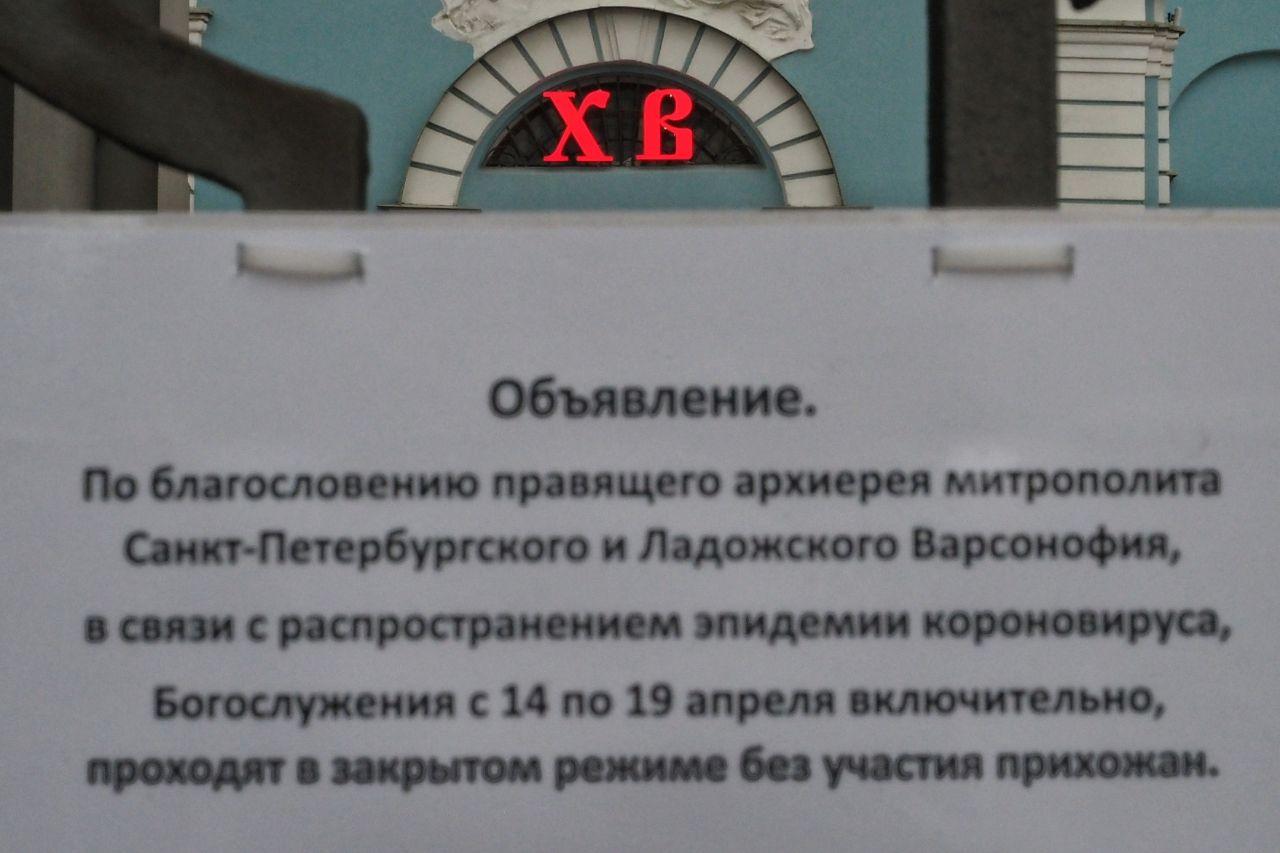 Х В
Объявление.
По благословению правящего архиерея митрополита
Санкт-Петербургского и Ладожского Варсонофия,
в связи с распространением эпидемии короновируса,
Богослужения с 14 по 19 апреля включительно,
проходят в закрытом режиме без участия прихожан.